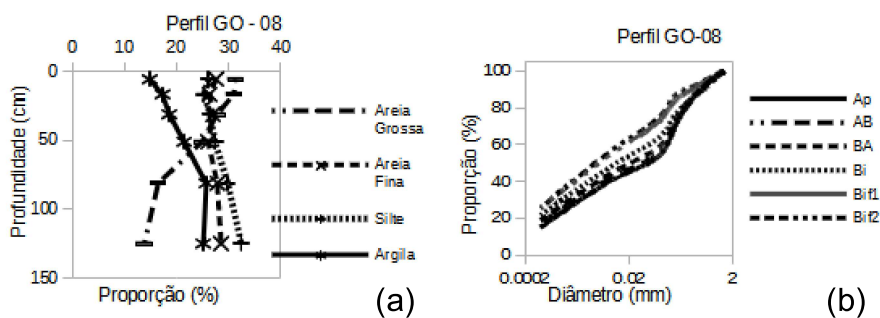 Perfil GO - 08
0 10 20 30 40
0
50
100
150
Profundidade (cm)
Proporção (%)
Areia
Grossa
Areia
Fina
Silte
Argila
(a)
Perfil GO-08
100
80
60
40
20
0
Proporção (%)
0.0002 0.02 2
Diâmetro (mm)
Ap
AB
BA
Bi
Bif1
Bif2
(b)